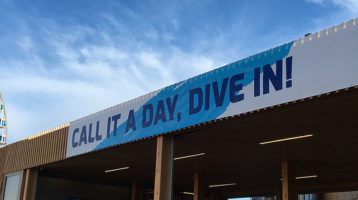 CALL IT A DAY, DIVE IN!